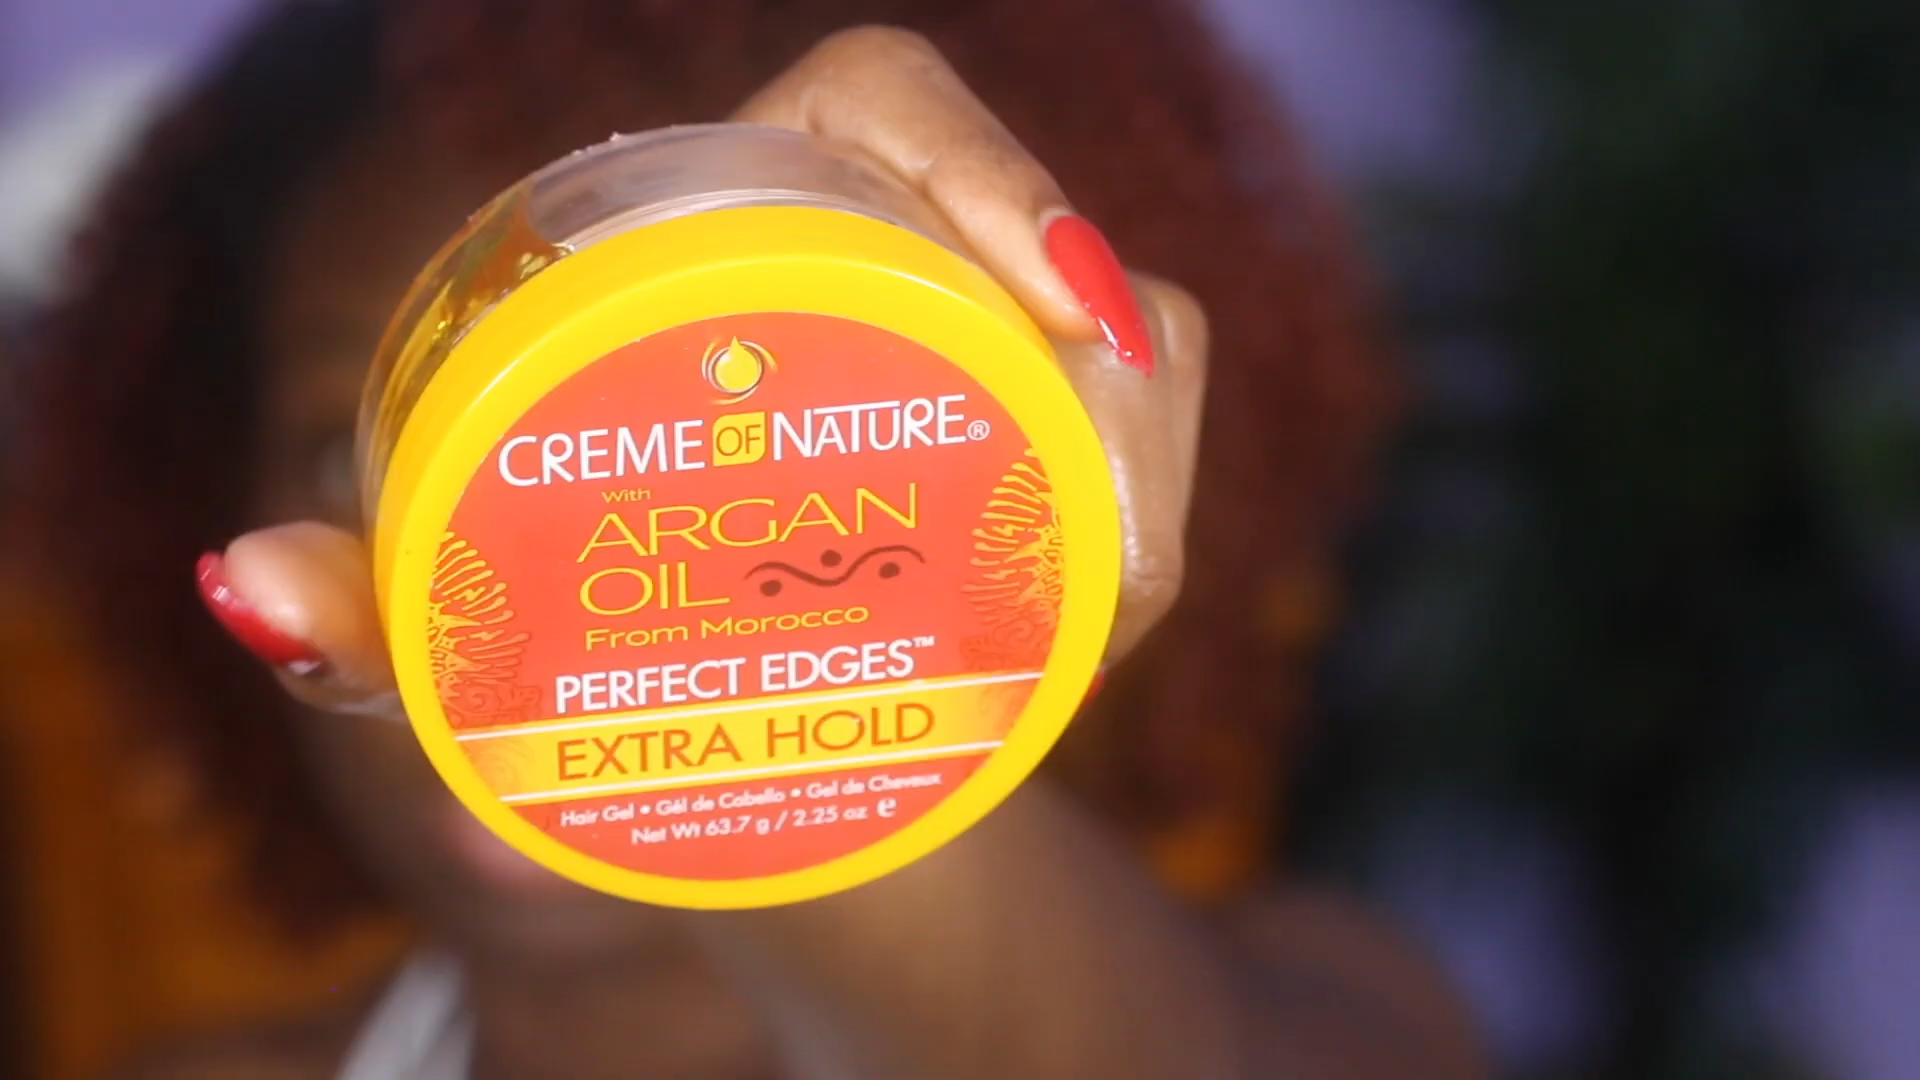 CREME OF NATURE®
With
ARGAN
OIL
From Morocco
PERFECT EDGES™
EXTRA HOLD
Hair Gel • Gél de Cabello • Gel de Cheveux
Net Wt 63.7 g / 2.25 oz ℮